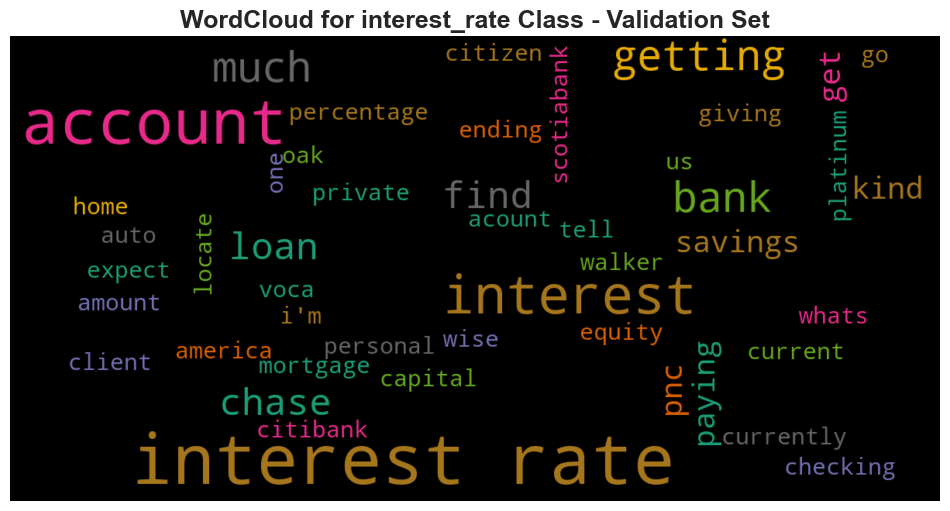 WordCloud for interest_rate Class - Validation Set
much
citizen
getting
get
go
account
percentage
ending
scotiabank
giving
platinum
one
oak
private
find
us
bank
kind
home
auto
locate
loan
acount
tell
savings
expect
walker
amount
voca
interest
i'm
equity
whats
client
america
personal
wise
mortgage
capital
current
chase
pnc
paying
citibank
currently
interest rate
checking